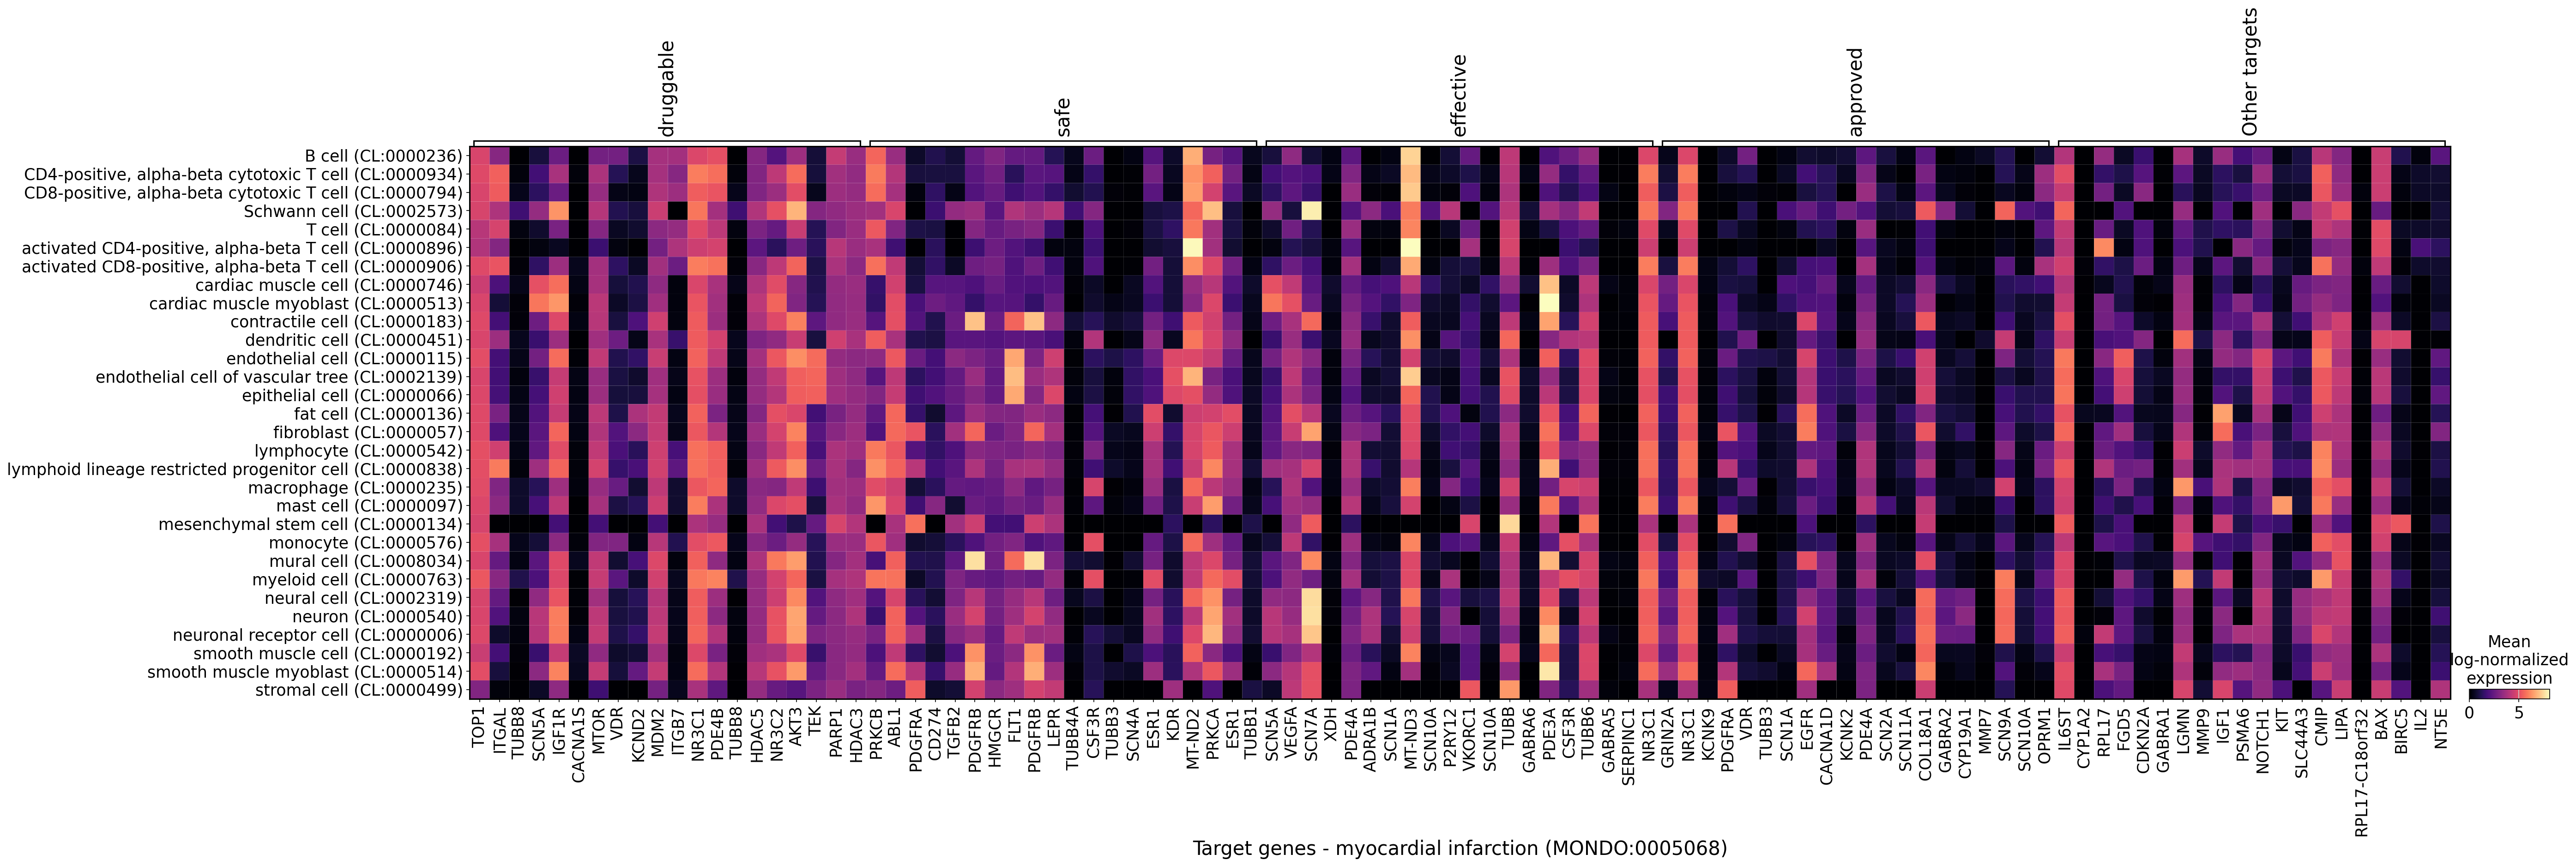 druggable
safe
effective
approved
Other targets
B cell (CL:0000236)
CD4-positive, alpha-beta cytotoxic T cell (CL:0000934)
CD8-positive, alpha-beta cytotoxic T cell (CL:0000794)
Schwann cell (CL:0002573)
T cell (CL:0000084)
activated CD4-positive, alpha-beta T cell (CL:0000896)
activated CD8-positive, alpha-beta T cell (CL:0000906)
cardiac muscle cell (CL:0000746)
cardiac muscle myoblast (CL:0000513)
contractile cell (CL:0000183)
dendritic cell (CL:0000451)
endothelial cell (CL:0000115)
endothelial cell of vascular tree (CL:0002139)
epithelial cell (CL:0000066)
fat cell (CL:0000136)
fibroblast (CL:0000057)
lymphocyte (CL:0000542)
lymphoid lineage restricted progenitor cell (CL:0000838)
macrophage (CL:0000235)
mast cell (CL:0000097)
mesenchymal stem cell (CL:0000134)
monocyte (CL:0000576)
mural cell (CL:0008034)
myeloid cell (CL:0000763)
neural cell (CL:0002319)
neuron (CL:0000540)
neuronal receptor cell (CL:0000006)
smooth muscle cell (CL:0000192)
smooth muscle myoblast (CL:0000514)
stromal cell (CL:0000499)
TOP1
ITGAL
TUBB8
SCN5A
IGF1R
CACNA1S
MTOR
VDR
KCND2
MDM2
ITGB7
NR3C1
PDE4B
TUBB8
HDAC5
NR3C2
AKT3
TEK
PARP1
HDAC3
PRKCB
ABL1
PDGFRA
CD274
TGFB2
PDGFRB
HMGCR
FLT1
PDGFRB
LEPR
TUBB4A
CSF3R
TUBB3
SCN4A
ESR1
KDR
MT-ND2
PRKCA
ESR1
TUBB1
SCN5A
VEGFA
SCN7A
XDH
PDE4A
ADRA1B
SCN1A
MT-ND3
SCN10A
P2RY12
VKORC1
SCN10A
TUBB
GABRA6
PDE3A
CSF3R
TUBB6
GABRA5
SERPINC1
NR3C1
GRIN2A
NR3C1
KCNK9
PDGFRA
VDR
TUBB3
SCN1A
EGFR
CACNA1D
KCNK2
PDE4A
SCN2A
SCN11A
COL18A1
GABRA2
CYP19A1
MMP7
SCN9A
SCN10A
OPRM1
IL6ST
CYP1A2
RPL17
FGD5
CDKN2A
GABRA1
LGMN
MMP9
IGF1
PSMA6
NOTCH1
KIT
SLC44A3
CMIP
LIPA
RPL17-C18orf32
BAX
BIRC5
IL2
NT5E
Target genes - myocardial infarction (MONDO:0005068)
Mean
log-normalized
expression
0 5